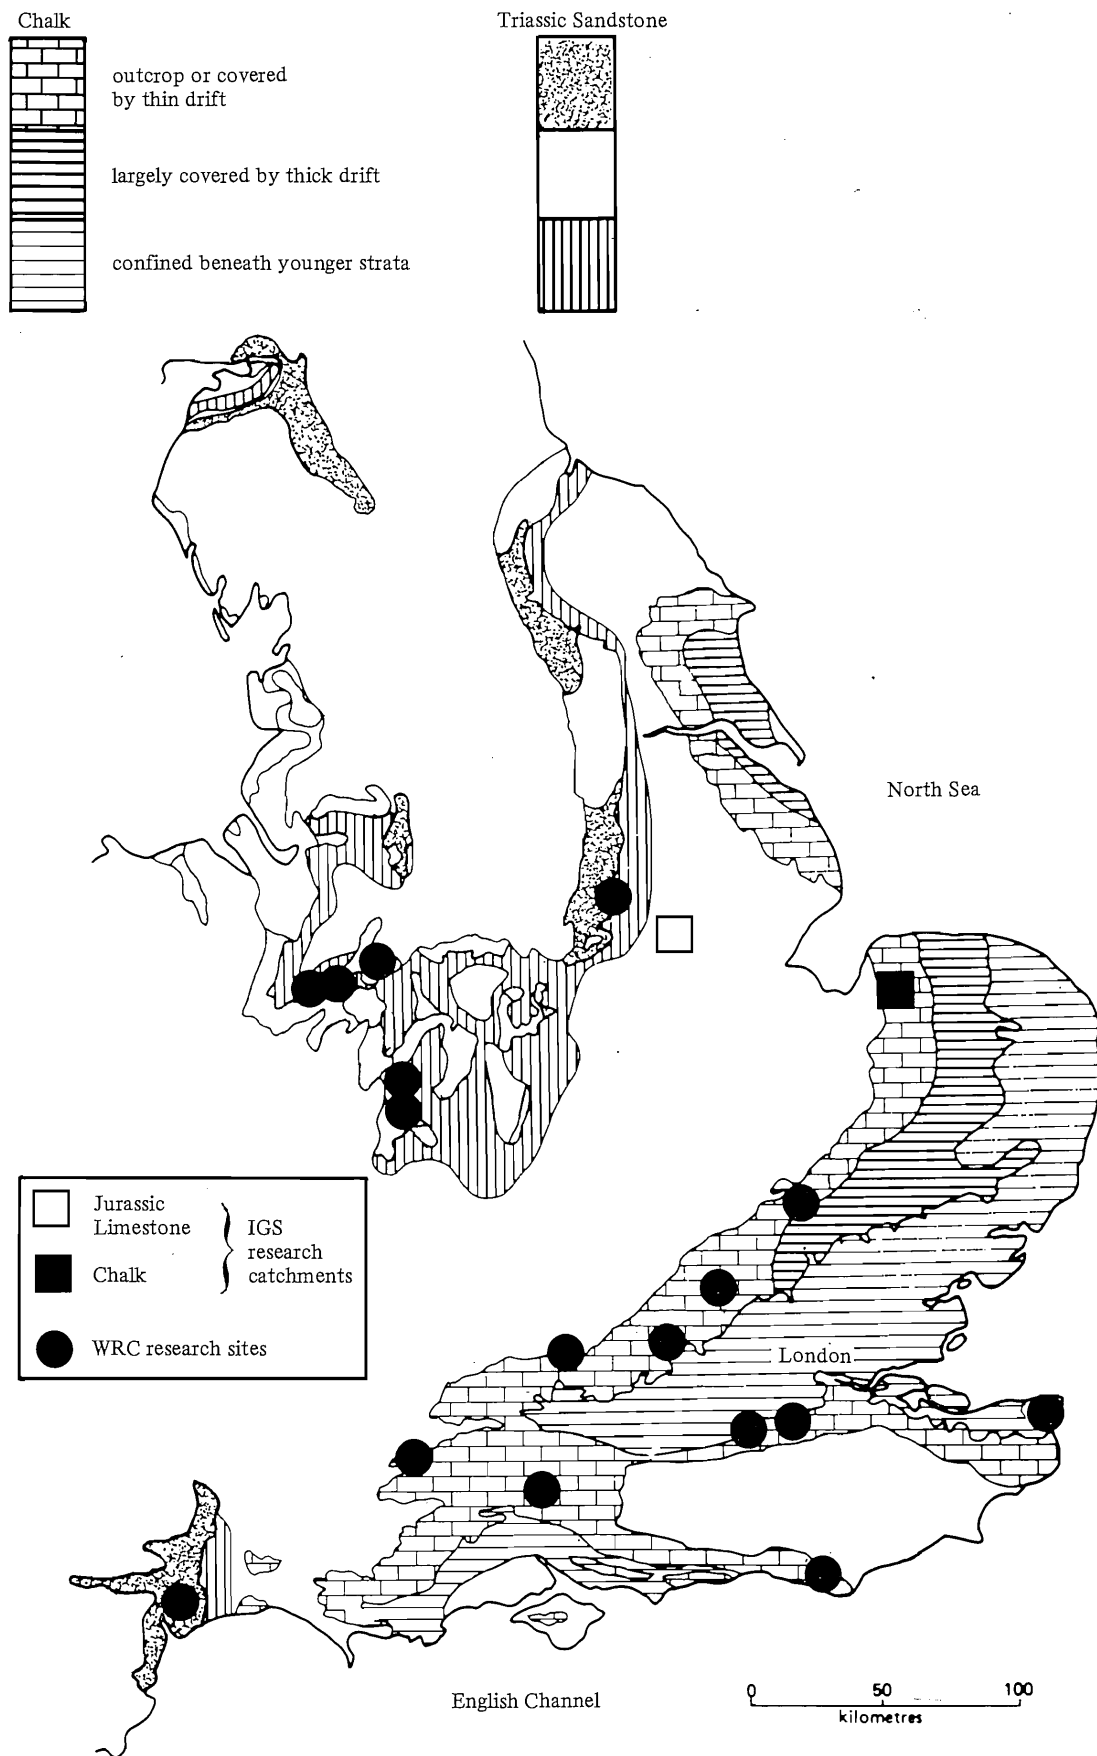 Chalk
Triassic Sandstone
outcrop or covered
by thin drift
largely covered by thick drift
confined beneath younger strata
North Sea
Jurassic
Limestone
IGS
research
catchments
Chalk
WRC research sites
London
English Channel
0 50 100
kilometres